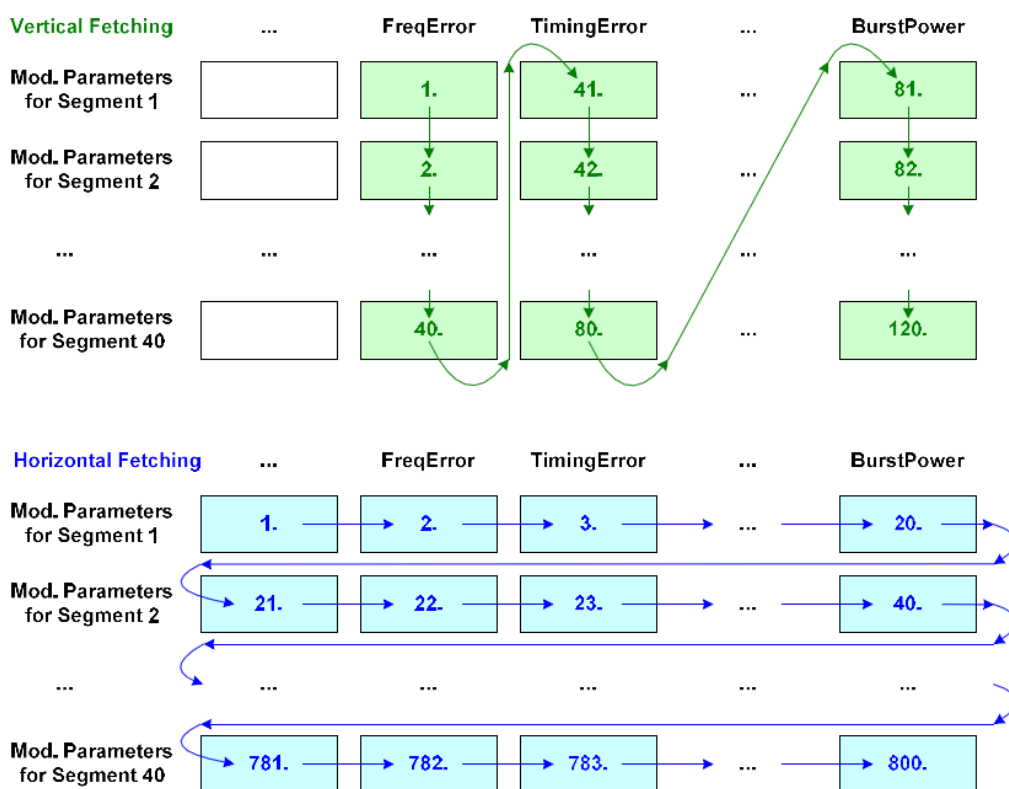 Vertical Fetching ... FreqError TimingError ... BurstPower
Mod. Parameters
for Segment 1
1. 41. ... 81.
Mod. Parameters
for Segment 2
2. 42. ... 82.
... ... ... ... ... ...
Mod. Parameters
for Segment 40
40. 80. ... 120.
Horizontal Fetching ... FreqError TimingError ... BurstPower
Mod. Parameters
for Segment 1
1. 2. 3. ... 20.
Mod. Parameters
for Segment 2
21. 22. 23. ... 40.
... ... ... ... ... ...
Mod. Parameters
for Segment 40
781. 782. 783. ... 800.